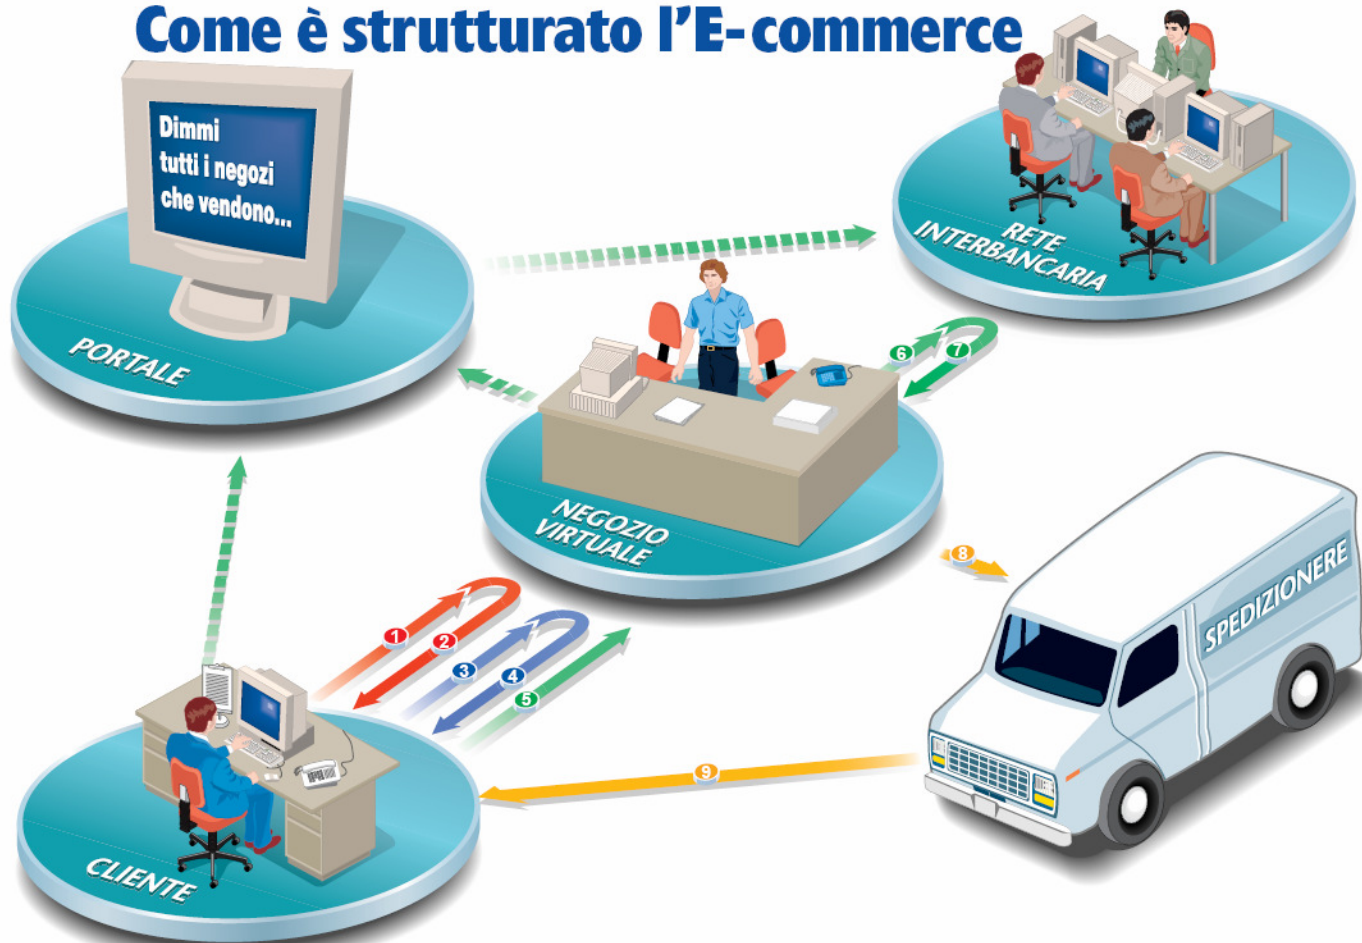 Come è strutturato l'E-commerce
Dimmi
tutti i negozi
che vendono...
PORTALE
RETE
INTERBANCARIA
6
7
NEGOZIO
VIRTUALE
8
SPEDIZIONERE
1
2
3
4
5
9
CLIENTE